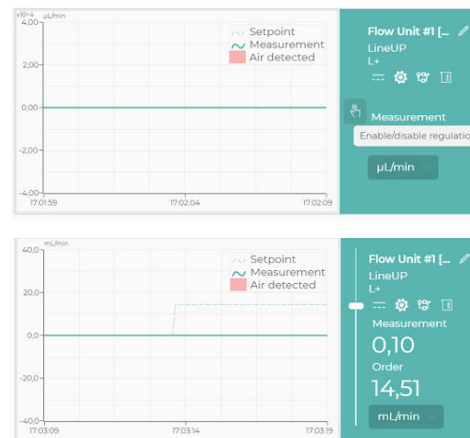 x10+4 µL/min
4,00
2,00
0,00
-2,00
-4,00
17:01:59
17:02:04
17:02:09
Setpoint
Measurement
Air detected
Flow Unit #1 [...
LineUP
L+
Measurement
Enable/disable regulatio
µL/min
mL/min
40,0
20,0
0,0
-20,0
-40,0
17:03:09
17:03:14
17:03:19
Setpoint
Measurement
Air detected
Flow Unit #1 [...
LineUP
L+
Measurement
0,10
Order
14,51
mL/min